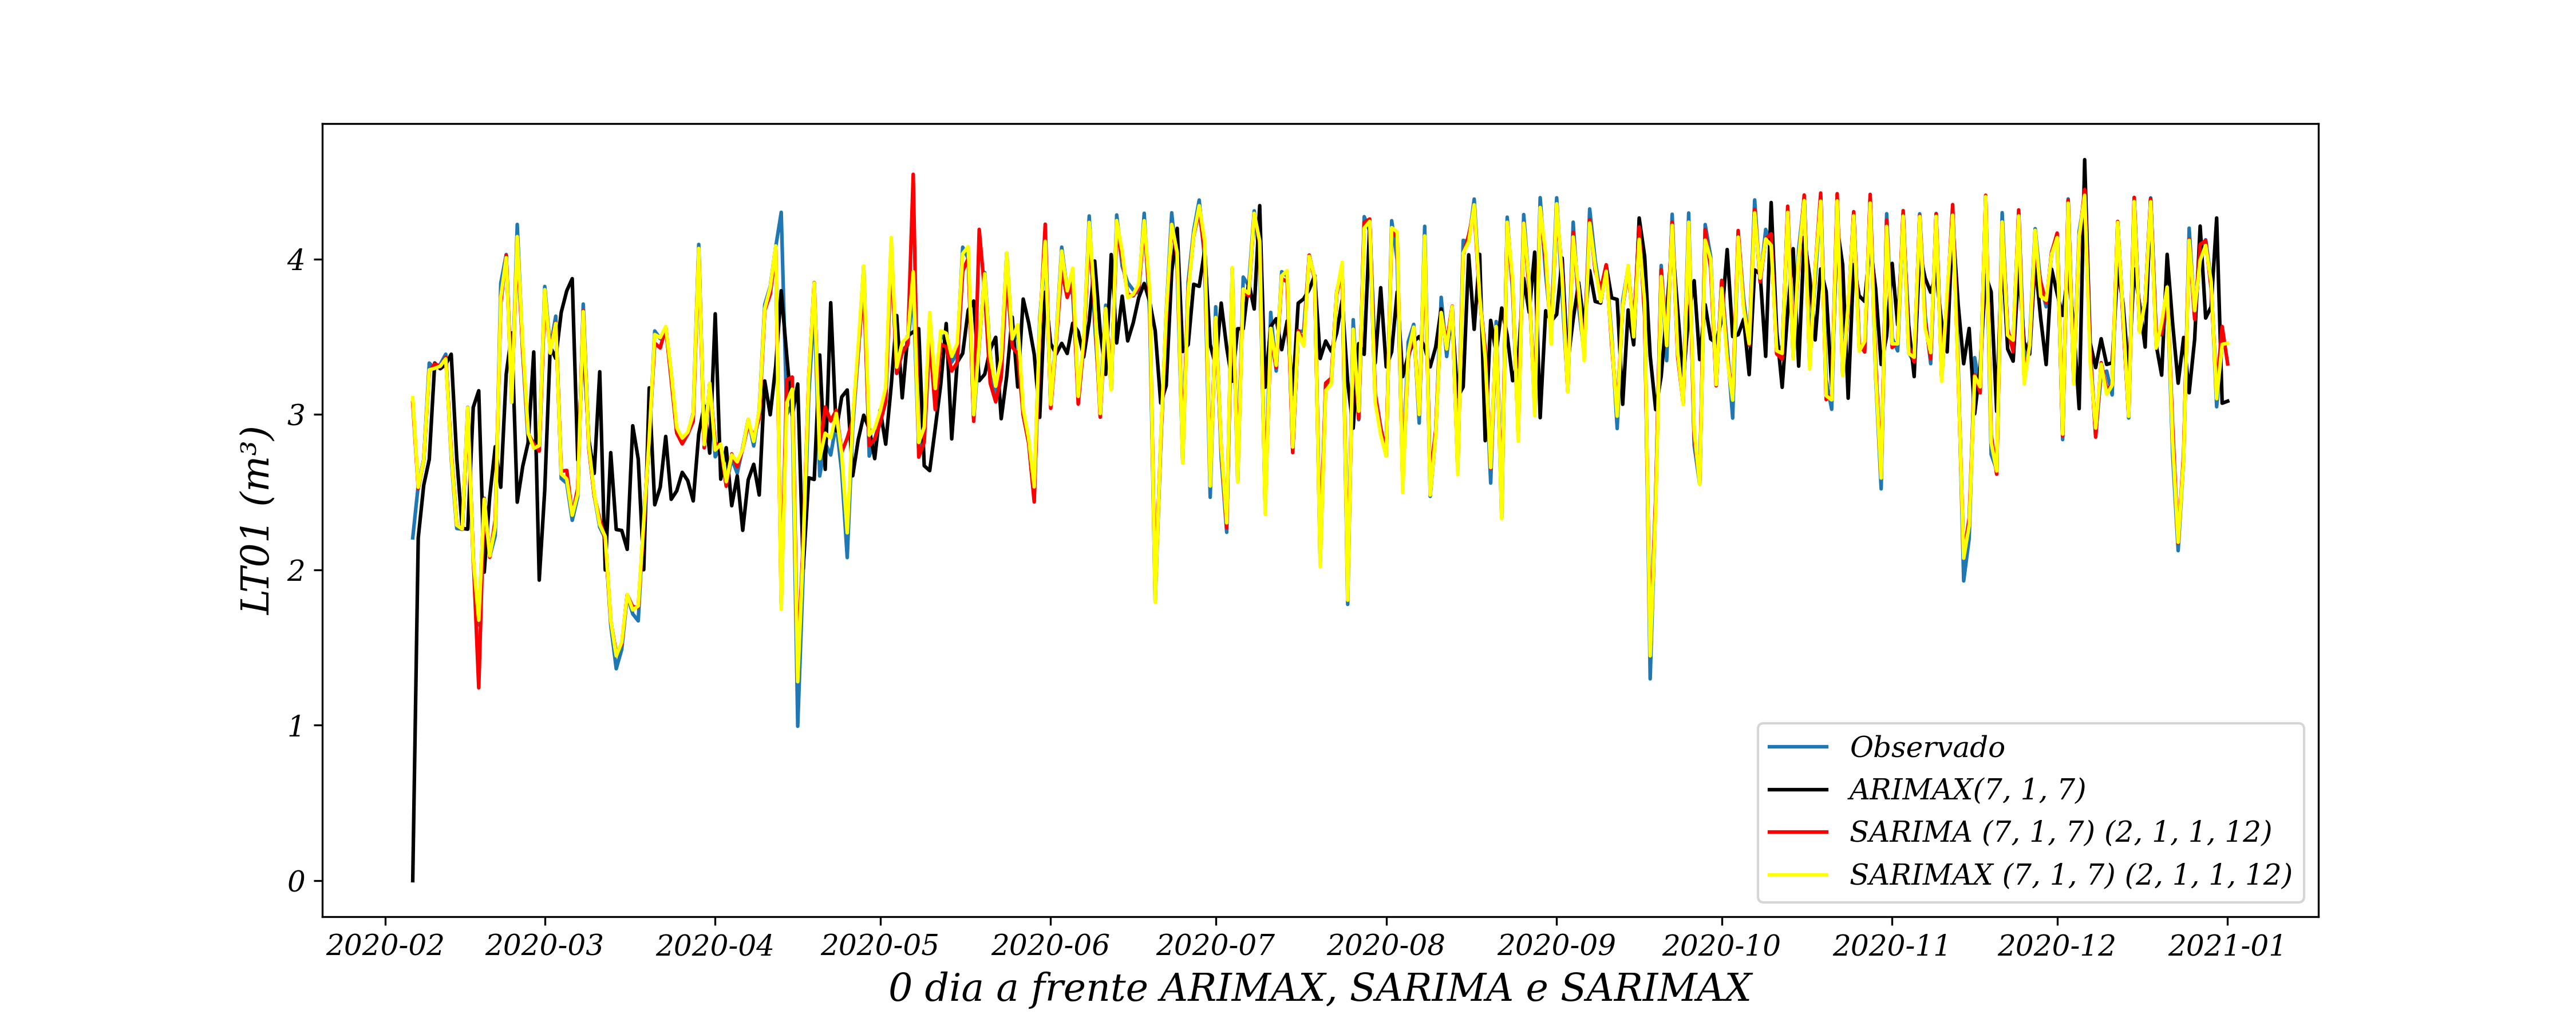 LT01 (m³)
4
3
2
1
0
Observado
ARIMAX(7, 1, 7)
SARIMA (7, 1, 7) (2, 1, 1, 12)
SARIMAX (7, 1, 7) (2, 1, 1, 12)
2020-02 2020-03 2020-04 2020-05 2020-06 2020-07 2020-08 2020-09 2020-10 2020-11 2020-12 2021-01
0 dia a frente ARIMAX, SARIMA e SARIMAX